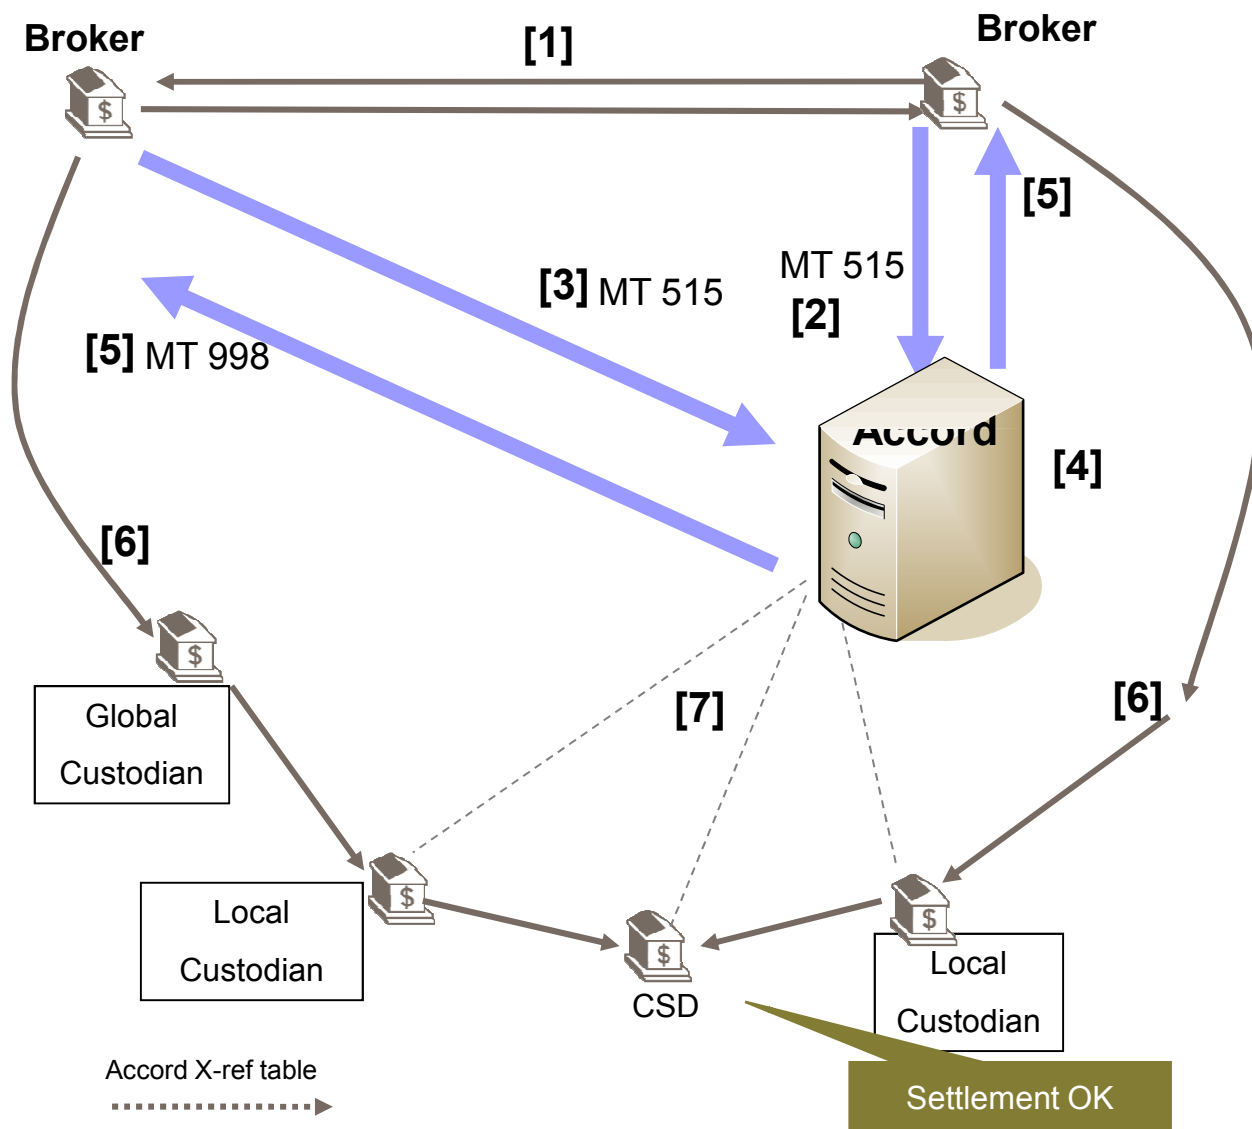 Broker
[1]
Broker
$
$
[5]
MT 515
[2]
[3] MT 515
[5] MT 998
Accord
[4]
[6]
$
Global
Custodian
[7]
[6]
$
Local
Custodian
$
CSD
$
Local
Custodian
Accord X-ref table
Settlement OK